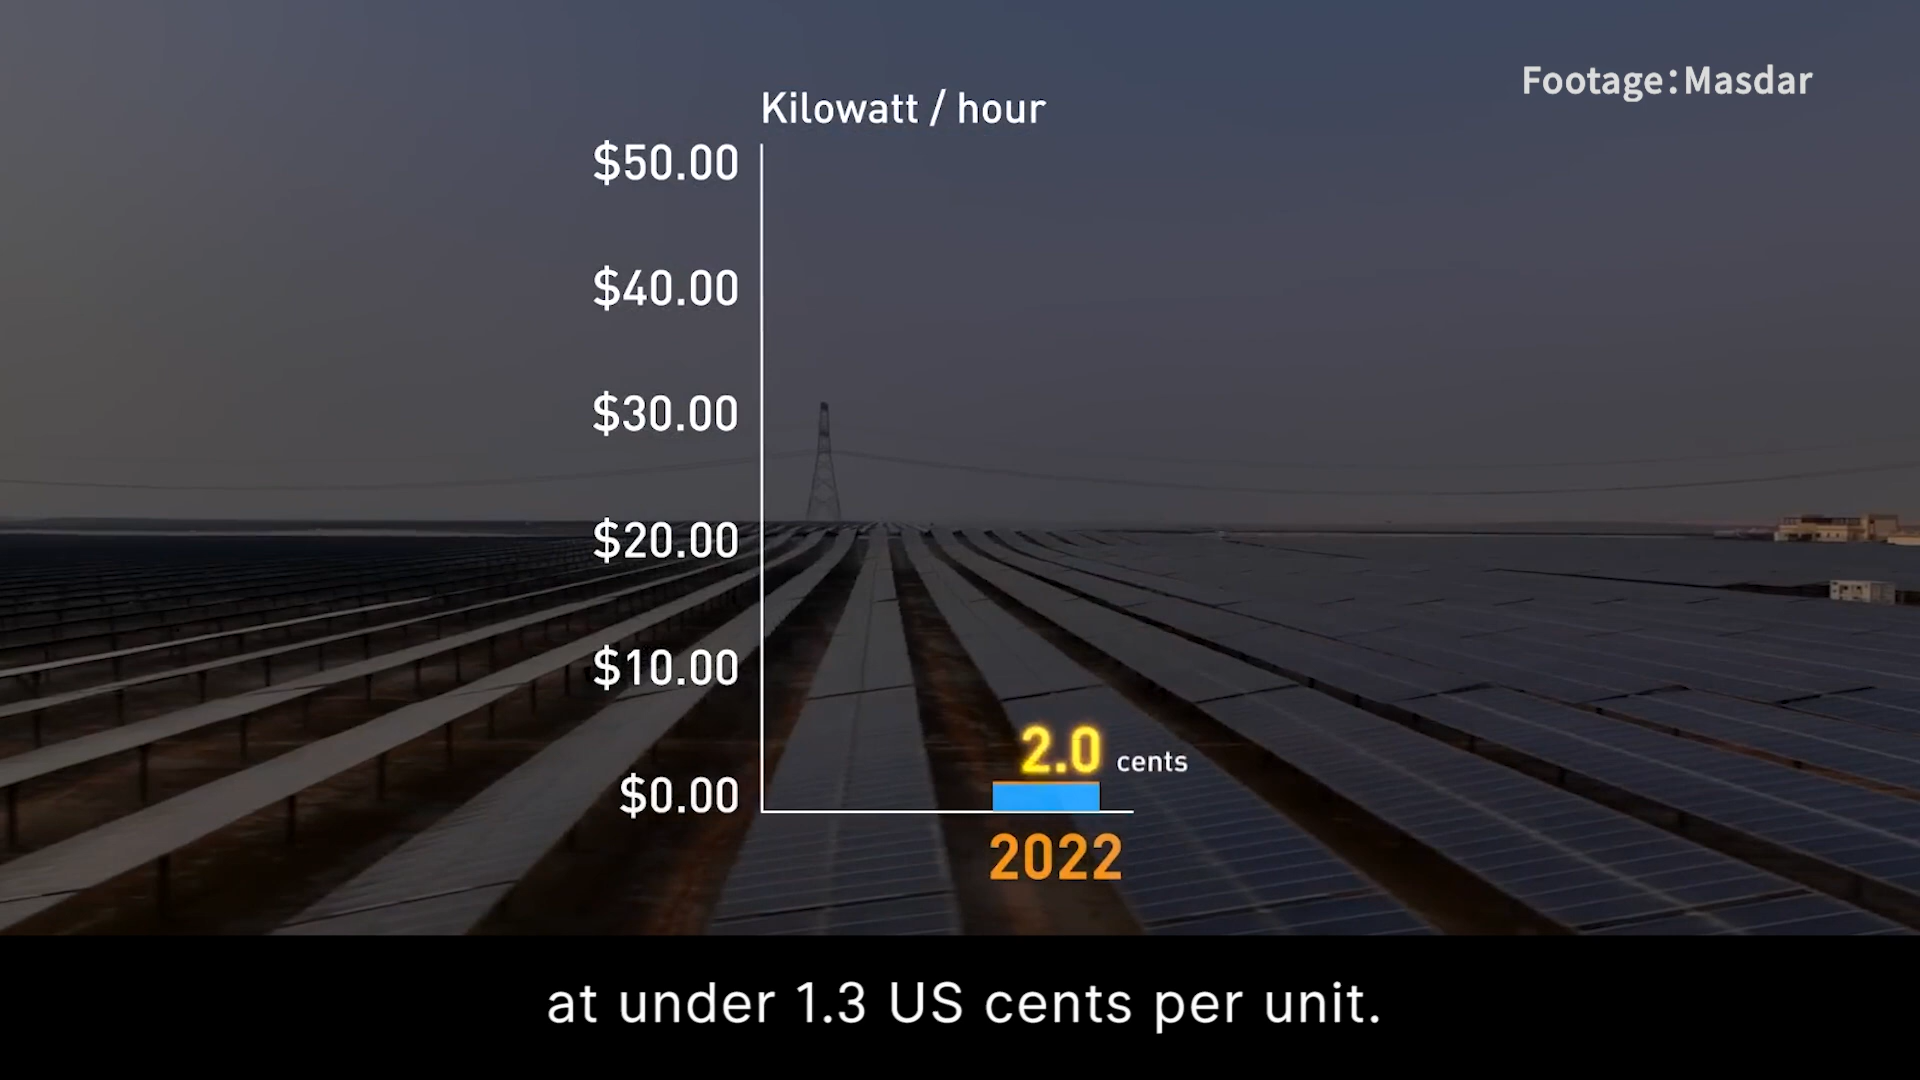 Footage:Masdar
Kilowatt / hour
$50.00
$40.00
$30.00
$20.00
$10.00
$0.00
2.0 cents
2022
at under 1.3 US cents per unit.